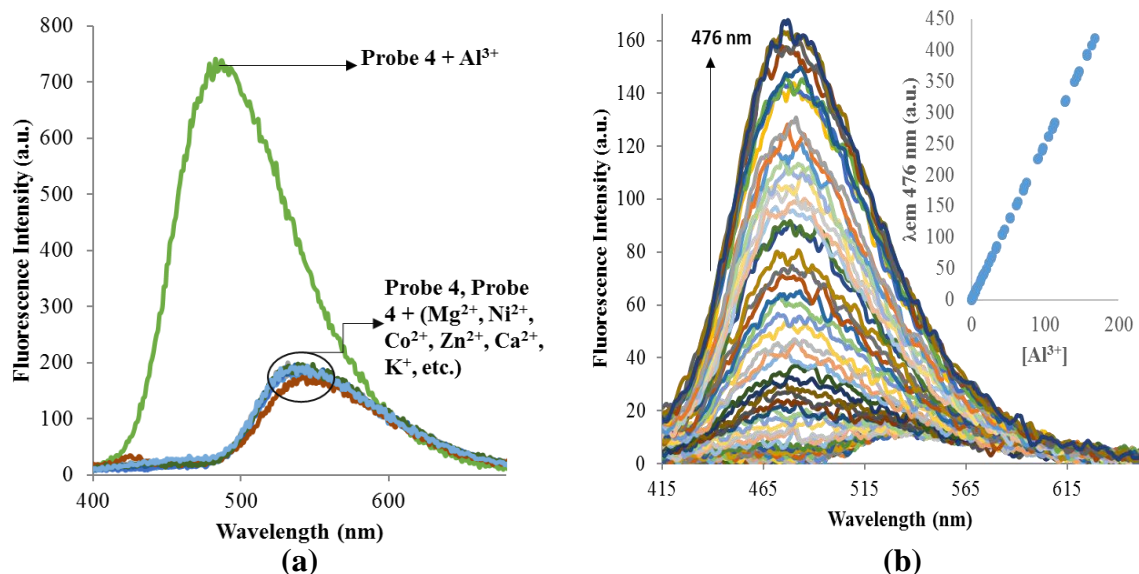 800
700
600
500
400
300
200
100
0
400
500
600
Fluorescence Intensity (a.u.)
Wavelength (nm)
Probe 4 + Al³⁺
Probe 4, Probe
4 + (Mg²⁺, Ni²⁺,
Co²⁺, Zn²⁺, Ca²⁺,
K⁺, etc.)
(a)
160
140
120
100
80
60
40
20
0
415
465
515
565
615
Fluorescence Intensity (a.u.)
Wavelength (nm)
476 nm
450
400
350
300
250
200
150
100
50
0
0
100
200
λem 476 nm (a.u.)
[Al³⁺]
(b)